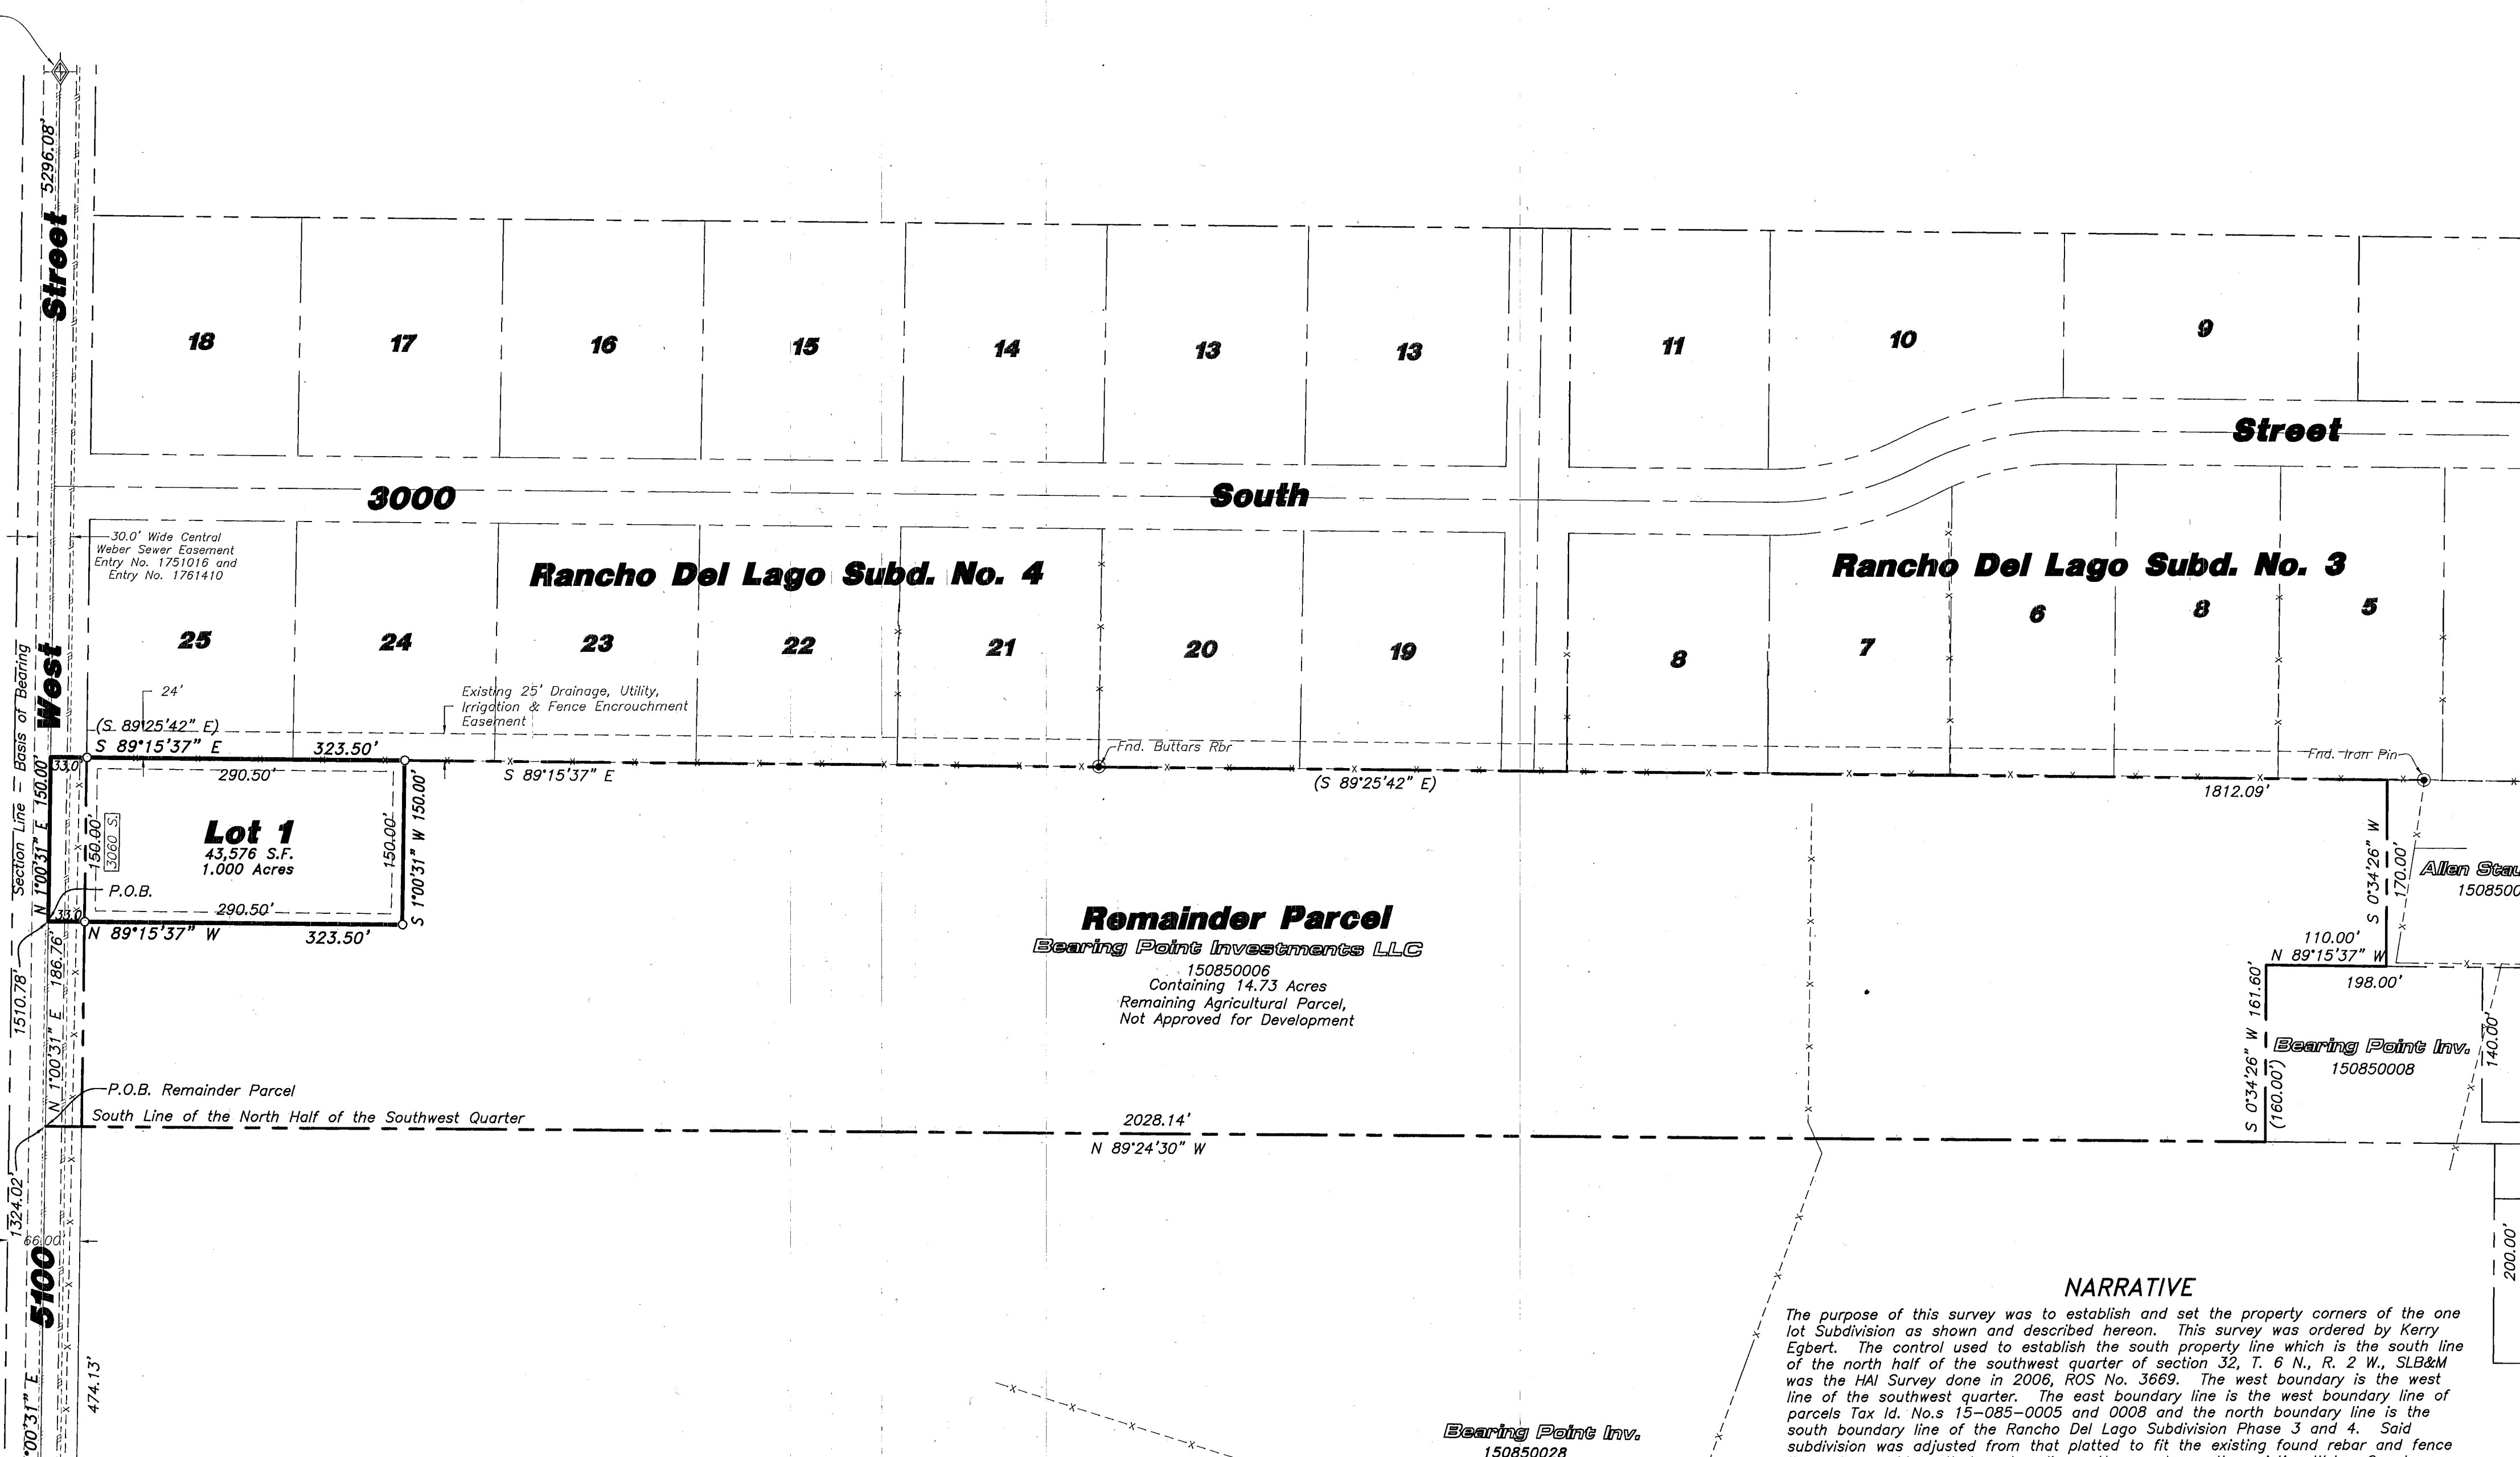 5296.08'
Street
18
17
16
15
14
13
13
11
10
9
Street
3000
South
30.0' Wide Central
Weber Sewer Easement
Entry No. 1751016 and
Entry No. 1761410
Rancho Del Lago Subd. No. 4
Rancho Del Lago Subd. No. 3
25
24
23
22
21
20
19
8
7
6
8
5
West
Section Line - Basis of Bearing
24'
Existing 25' Drainage, Utility,
Irrigation & Fence Encrouchment
Easement
(S 89°25'42" E)
S 89°15'37" E
323.50'
S 89°15'37" E
Fnd. Buttars Rbr
(S 89°25'42" E)
Fnd. Iron Pin
1812.09'
33.0
290.50'
N 1°00'31" E 150.00'
150.00'
3060 S.
Lot 1
43,576 S.F.
1.000 Acres
150.00'
S 1°00'31" W 150.00'
P.O.B.
33.0
290.50'
N 89°15'37" W
323.50'
Remainder Parcel
Bearing Point Investments LLC
150850006
Containing 14.73 Acres
Remaining Agricultural Parcel,
Not Approved for Development
S 0°34'26" W
170.00'
Allen Stau
1508500
110.00'
N 89°15'37" W
198.00'
S 0°34'26" W 161.60'
(160.00')
Bearing Point Inv.
150850008
140.00'
1510.78'
N 1°00'31" E 186.76'
P.O.B. Remainder Parcel
South Line of the North Half of the Southwest Quarter
2028.14'
N 89°24'30" W
1324.02'
66.00
5100
474.13'
°00'31" E
200.00'
NARRATIVE
The purpose of this survey was to establish and set the property corners of the one
lot Subdivision as shown and described hereon. This survey was ordered by Kerry
Egbert. The control used to establish the south property line which is the south line
of the north half of the southwest quarter of section 32, T. 6 N., R. 2 W., SLB&M
was the HAI Survey done in 2006, ROS No. 3669. The west boundary is the west
line of the southwest quarter. The east boundary line is the west boundary line of
parcels Tax Id. No.s 15-085-0005 and 0008 and the north boundary line is the
south boundary line of the Rancho Del Lago Subdivision Phase 3 and 4. Said
subdivision was adjusted from that platted to fit the existing found rebar and fence
Bearing Point Inv.
150850028